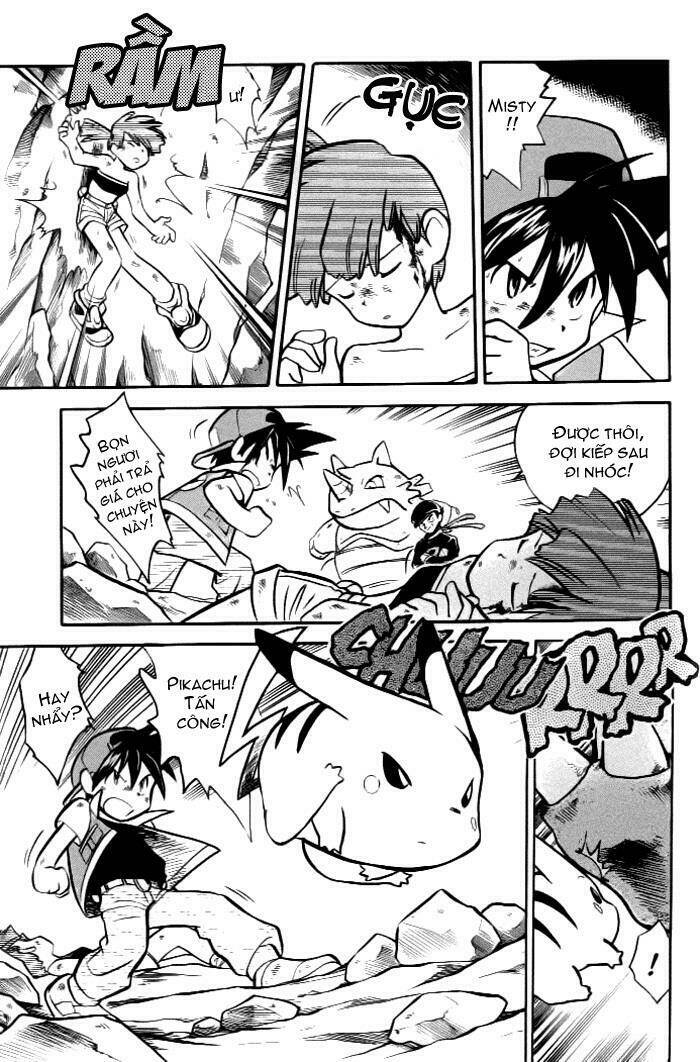 RẦM
U!
GỤC
MISTY
!!
BỌN
NGƯƠI
PHẢI TRẢ
GIÁ CHO
CHUYỆN
NÀY!
ĐƯỢC THÔI,
ĐỢI KIẾP SAU
ĐI NHÓC!
HAY
NHẨY?
PIKACHU!
TẤN
CÔNG!
!